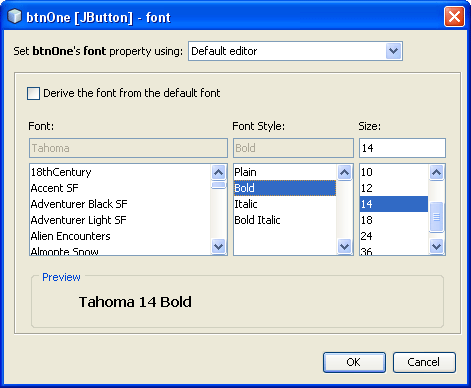 btnOne [JButton] - font
Set btnOne's font property using: Default editor
Derive the font from the default font
Font: Font Style: Size:
Tahoma Bold 14
18thCentury Plain 10
Accent SF Bold 12
Adventurer Black SF Italic 14
Adventurer Light SF Bold Italic 18
Alien Encounters 24
Almonte Snow 36
Preview
Tahoma 14 Bold
OK Cancel